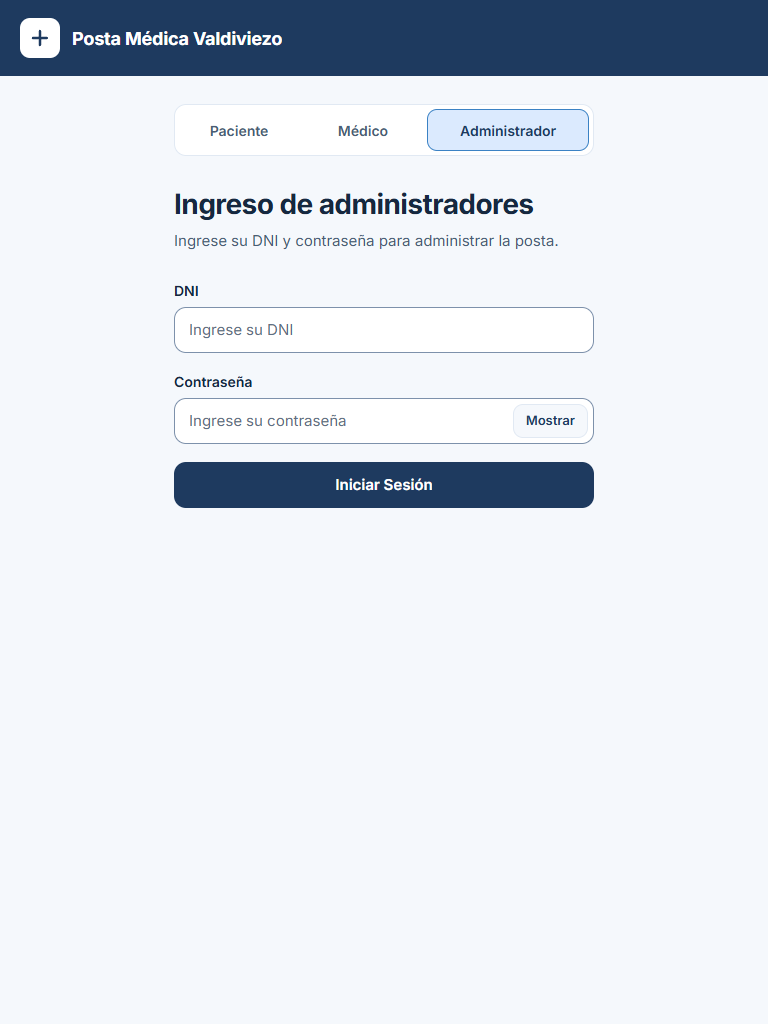 Posta Médica Valdiviezo
Paciente Médico Administrador
Ingreso de administradores
Ingrese su DNI y contraseña para administrar la posta.
DNI
Ingrese su DNI
Contraseña
Ingrese su contraseña Mostrar
Iniciar Sesión